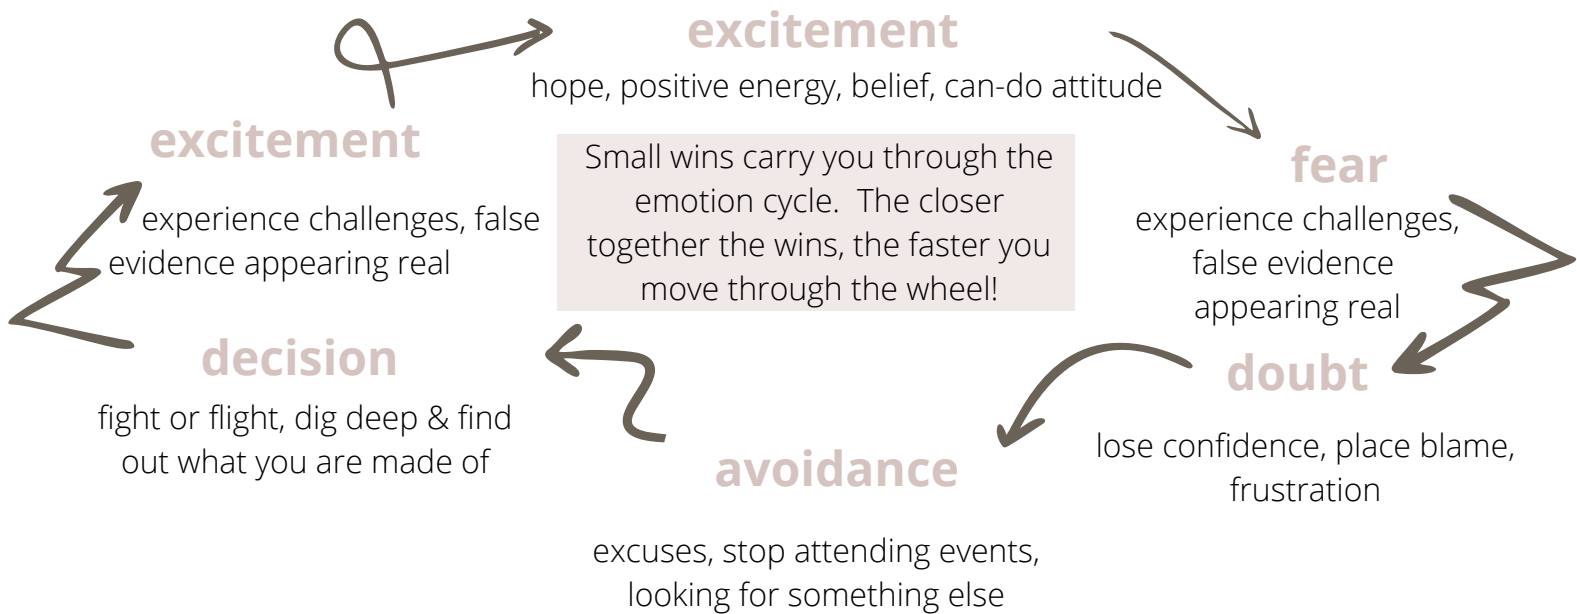 excitement
hope, positive energy, belief, can-do attitude
fear
experience challenges,
false evidence
appearing real
doubt
lose confidence, place blame,
frustration
avoidance
excuses, stop attending events,
looking for something else
decision
fight or flight, dig deep & find
out what you are made of
excitement
experience challenges, false
evidence appearing real
Small wins carry you through the
emotion cycle.  The closer
together the wins, the faster you
move through the wheel!